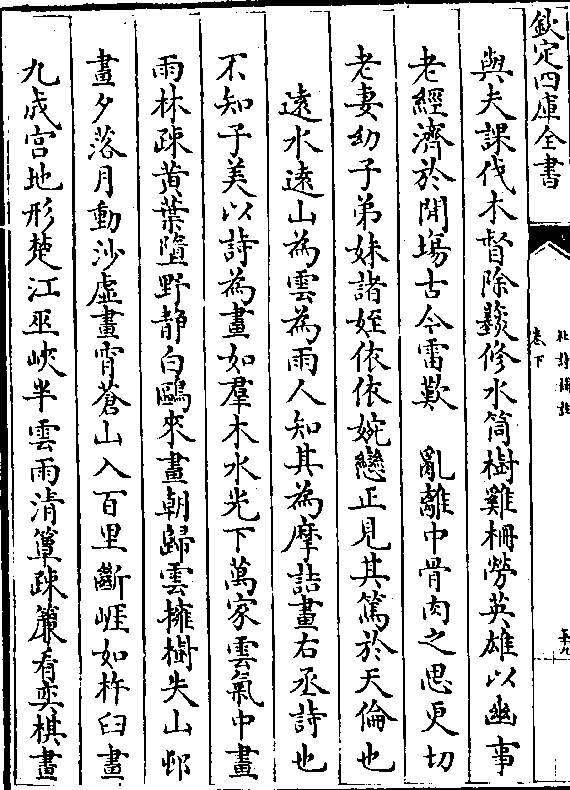 欽定四庫全書
杜詩
卷下
與夫課伐木督除藙修水筒樹雞柵勞英雄以幽事
老經濟於閒場古今雷歎　亂離中骨肉之思更切
老妻幼子弟妹諸姪依依婉戀正見其篤於天倫也
遠水遠山為雲為雨人知其為摩詰畫右丞詩也
不知子美以詩為畫如羣木水光下萬家雲氣中畫
雨林疎黃葉墮野靜白鷗來畫朝歸雲擁樹失山邨
畫夕落月動沙虛畫宵蒼山入百里斷崕如杵臼畫
九成宮地形楚江巫峽半雲雨清簟疎簾看奕棋畫